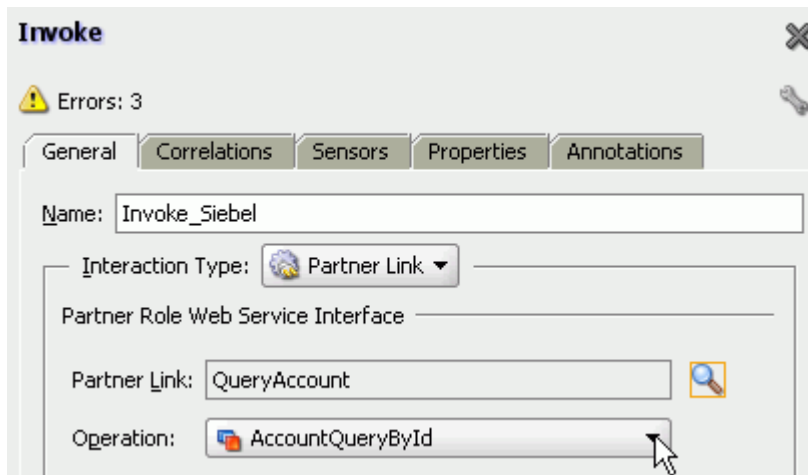 Invoke
Errors: 3
General Correlations Sensors Properties Annotations
Name: Invoke_Siebel
Interaction Type: Partner Link
Partner Role Web Service Interface
Partner Link: QueryAccount
Operation: AccountQueryById